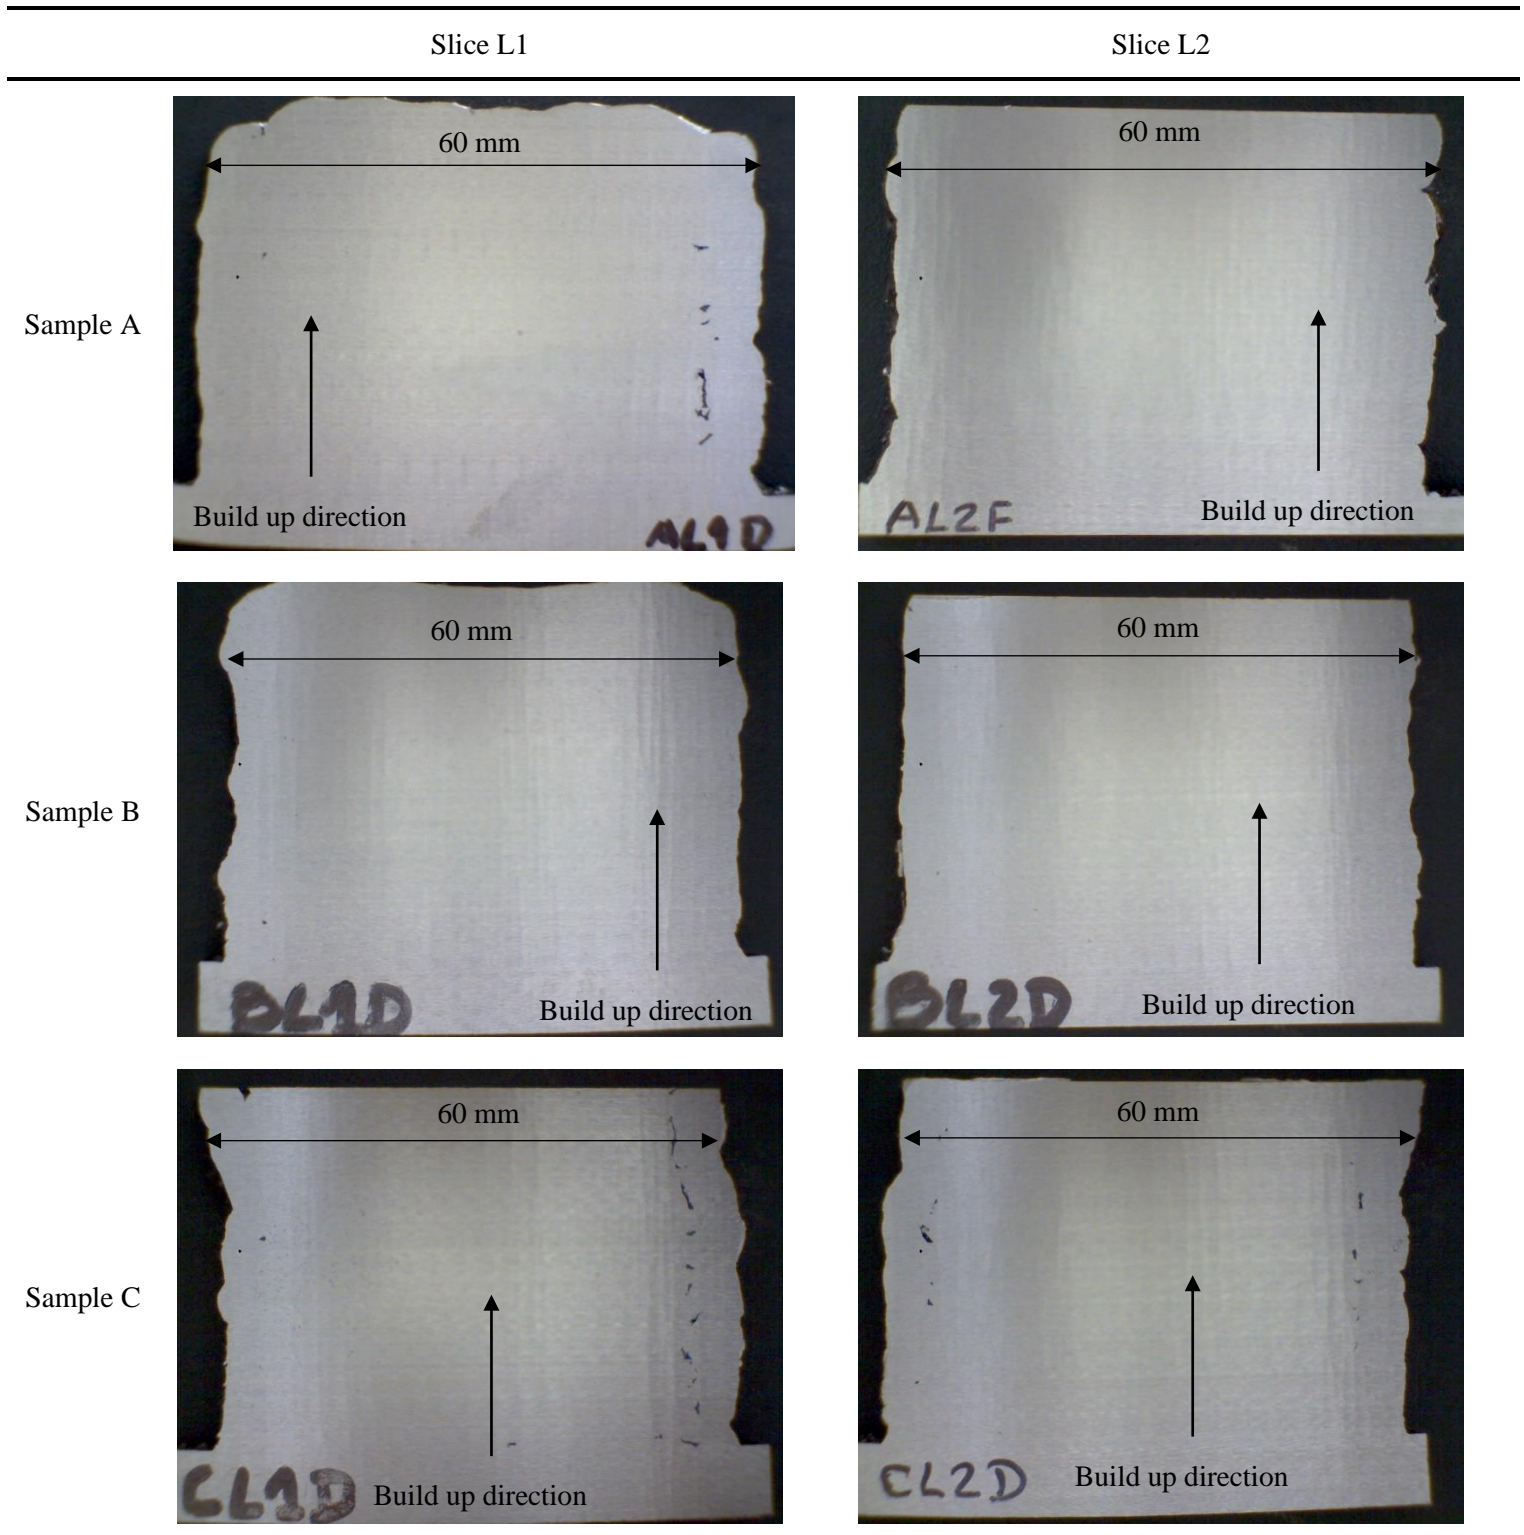 Slice L1 Slice L2
Sample A
60 mm 60 mm
Build up direction Build up direction
AL1D AL2F
Sample B
60 mm 60 mm
Build up direction Build up direction
BL1D BL2D
Sample C
60 mm 60 mm
Build up direction Build up direction
CL1D CL2D